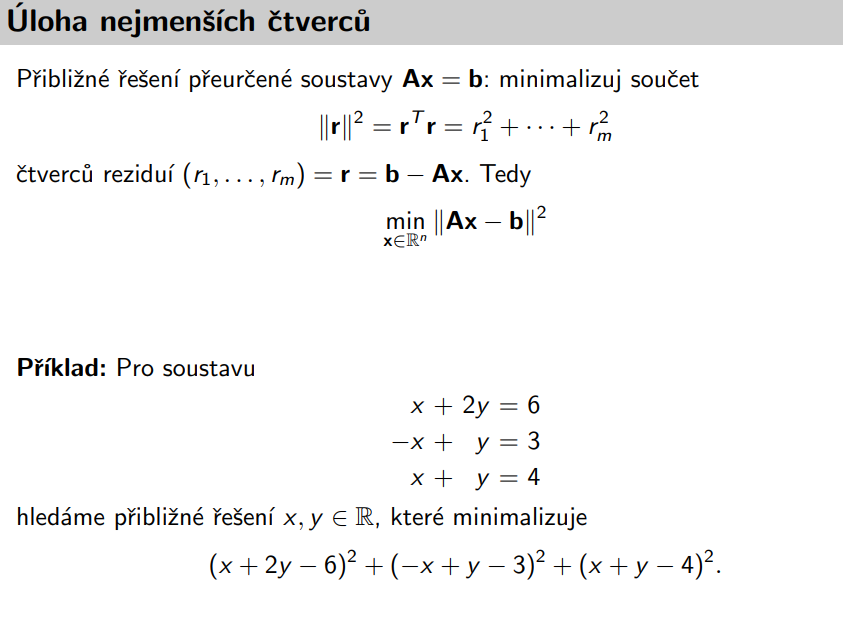 Úloha nejmenších čtverců
Přibližné řešení přeurčené soustavy Ax = b: minimalizuj součet
‖r‖² = rᵀr = r₁² + ⋯ + rₘ²
čtverců reziduí (r₁, …, rₘ) = r = b − Ax. Tedy
min ‖Ax − b‖²
x∈ℝⁿ
Příklad: Pro soustavu
x + 2y = 6
−x + y = 3
x + y = 4
hledáme přibližné řešení x, y ∈ ℝ, které minimalizuje
(x + 2y − 6)² + (−x + y − 3)² + (x + y − 4)².